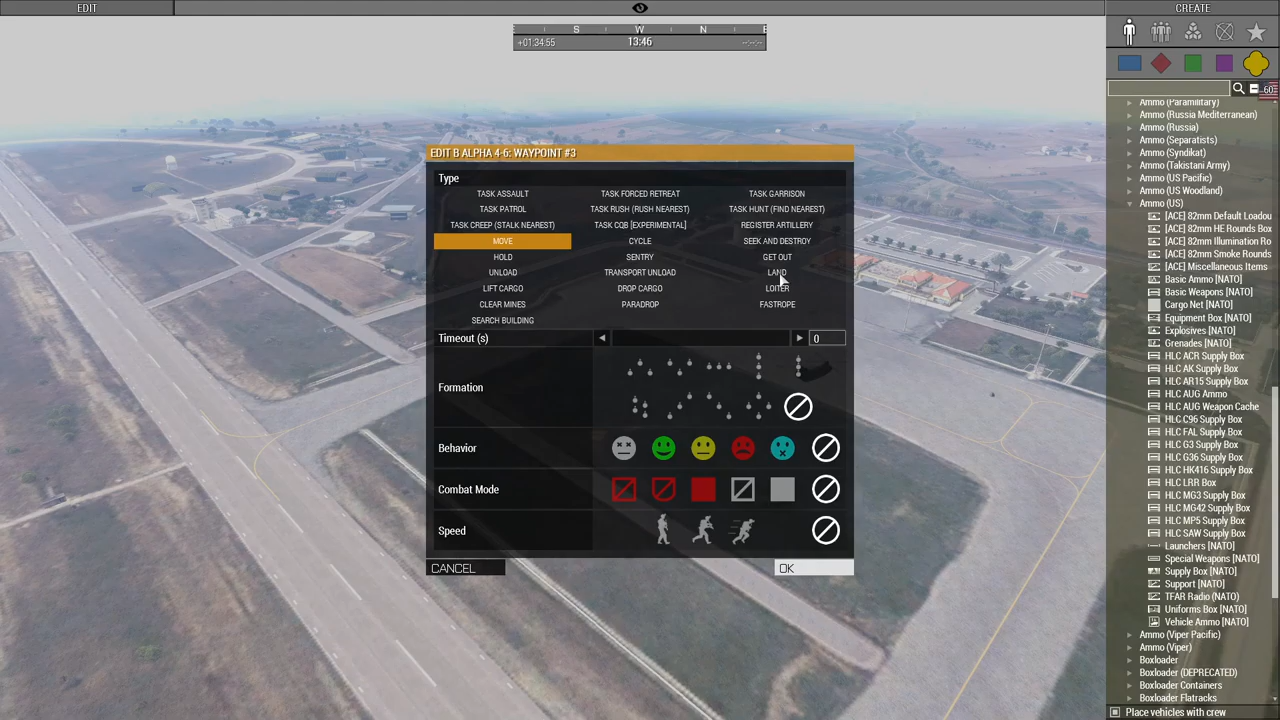 EDIT
CREATE
S W N E
+01:34:55 13:46 --:--:--
60
EDIT B ALPHA 4-6: WAYPOINT #3
Type
TASK ASSAULT TASK FORCED RETREAT TASK GARRISON
TASK PATROL TASK RUSH (RUSH NEAREST) TASK HUNT (FIND NEAREST)
TASK CREEP (STALK NEAREST) TASK CQB [EXPERIMENTAL] REGISTER ARTILLERY
MOVE CYCLE SEEK AND DESTROY
HOLD SENTRY GET OUT
UNLOAD TRANSPORT UNLOAD LAND
LIFT CARGO DROP CARGO LOITER
CLEAR MINES PARADROP FASTROPE
SEARCH BUILDING
Timeout (s) 0
Formation
Behavior
Combat Mode
Speed
CANCEL OK
Ammo (Paramilitary)
Ammo (Russia Mediterranean)
Ammo (Russia)
Ammo (Separatists)
Ammo (Syndikat)
Ammo (Takistani Army)
Ammo (US Pacific)
Ammo (US Woodland)
Ammo (US)
[ACE] 82mm Default Loadou
[ACE] 82mm HE Rounds Box
[ACE] 82mm Illumination Ro
[ACE] 82mm Smoke Rounds
[ACE] Miscellaneous Items
Basic Ammo [NATO]
Basic Weapons [NATO]
Cargo Net [NATO]
Equipment Box [NATO]
Explosives [NATO]
Grenades [NATO]
HLC ACR Supply Box
HLC AK Supply Box
HLC AR15 Supply Box
HLC AUG Ammo
HLC AUG Weapon Cache
HLC C96 Supply Box
HLC FAL Supply Box
HLC G3 Supply Box
HLC G36 Supply Box
HLC HK416 Supply Box
HLC LRR Box
HLC MG3 Supply Box
HLC MG42 Supply Box
HLC MP5 Supply Box
HLC SAW Supply Box
Launchers [NATO]
Special Weapons [NATO]
Supply Box [NATO]
Support [NATO]
TFAR Radio (NATO)
Uniforms Box [NATO]
Vehicle Ammo [NATO]
Ammo (Viper Pacific)
Ammo (Viper)
Boxloader
Boxloader (DEPRECATED)
Boxloader Containers
Boxloader Flatracks
Place vehicles with crew